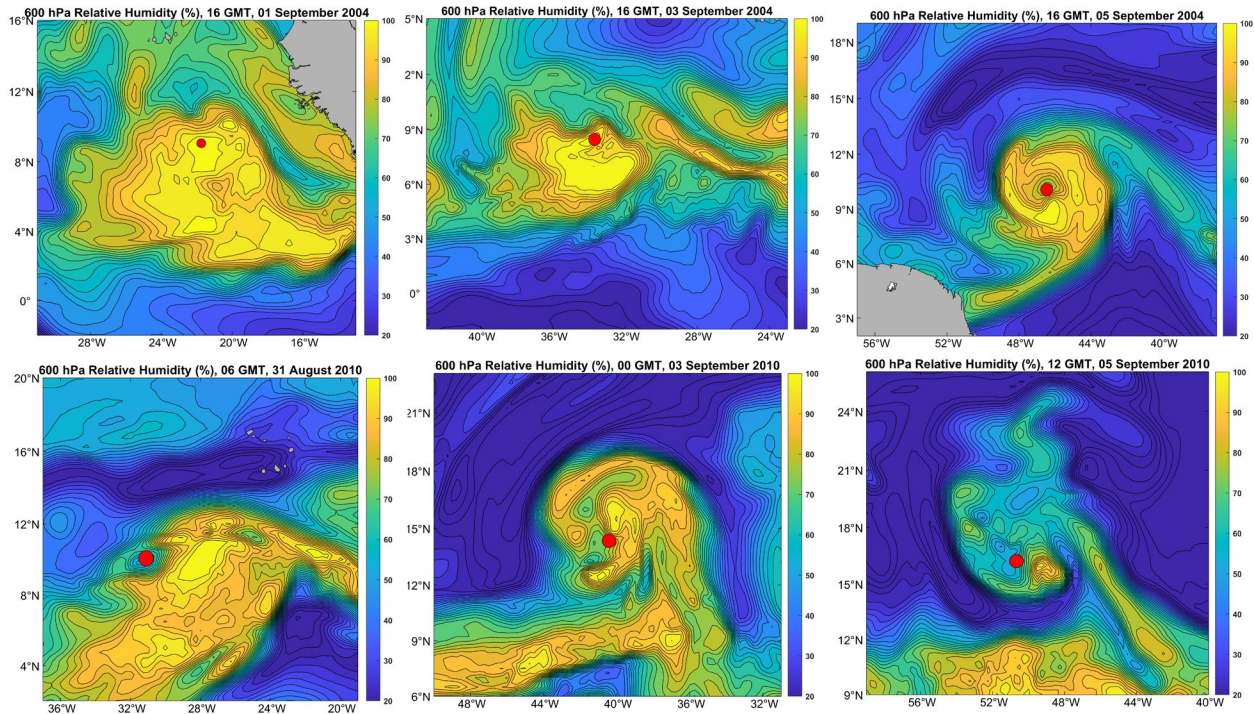 600 hPa Relative Humidity (%), 16 GMT, 01 September 2004
16°N
12°N
8°N
4°N
0°
28°W 24°W 20°W 16°W
100
90
80
70
60
50
40
30
20
600 hPa Relative Humidity (%), 16 GMT, 03 September 2004
5°N
2°N
9°N
6°N
3°N
0°
40°W 36°W 32°W 28°W 24°W
100
90
80
70
60
50
40
30
20
600 hPa Relative Humidity (%), 16 GMT, 05 September 2004
18°N
15°N
12°N
9°N
6°N
3°N
56°W 52°W 48°W 44°W 40°W
100
90
80
70
60
50
40
30
20
600 hPa Relative Humidity (%), 06 GMT, 31 August 2010
20°N
16°N
12°N
8°N
4°N
36°W 31°W 28°W 24°W 20°W
100
90
80
70
60
50
40
30
20
600 hPa Relative Humidity (%), 00 GMT, 03 September 2010
21°N
18°N
15°N
12°N
9°N
6°N
48°W 44°W 40°W 36°W 32°W
100
90
80
70
60
50
40
30
20
600 hPa Relative Humidity (%), 12 GMT, 05 September 2010
24°N
21°N
18°N
15°N
12°N
9°N
56°W 52°W 48°W 44°W 40°W
100
90
80
70
60
50
40
30
20